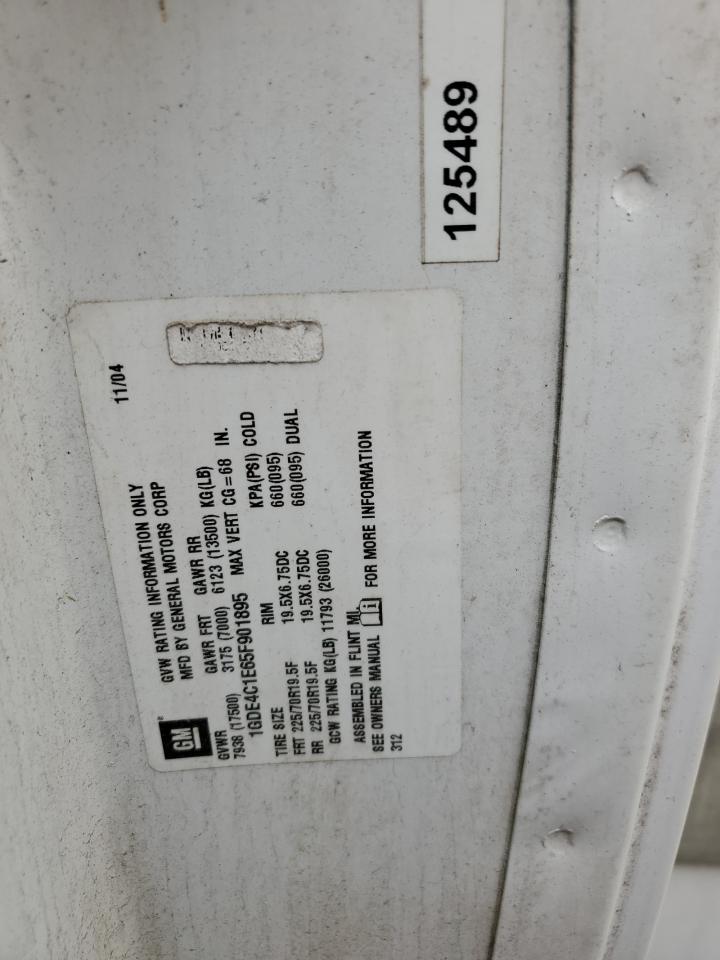 125489
11/04
GVW RATING INFORMATION ONLY
MFD BY GENERAL MOTORS CORP
GM
GVWR GAWR FRT GAWR RR
7938 (17500) 3175 (7000) 6123 (13500) KG(LB)
1GDE4C1E65F901895 MAX VERT CG=68 IN.
TIRE SIZE RIM KPA(PSI) COLD
FRT 225/70R19.5F 19.5X6.75DC 660(095)
RR 225/70R19.5F 19.5X6.75DC 660(095) DUAL
GCW RATING KG(LB) 11793 (26000)
ASSEMBLED IN FLINT MI.
SEE OWNERS MANUAL FOR MORE INFORMATION
312